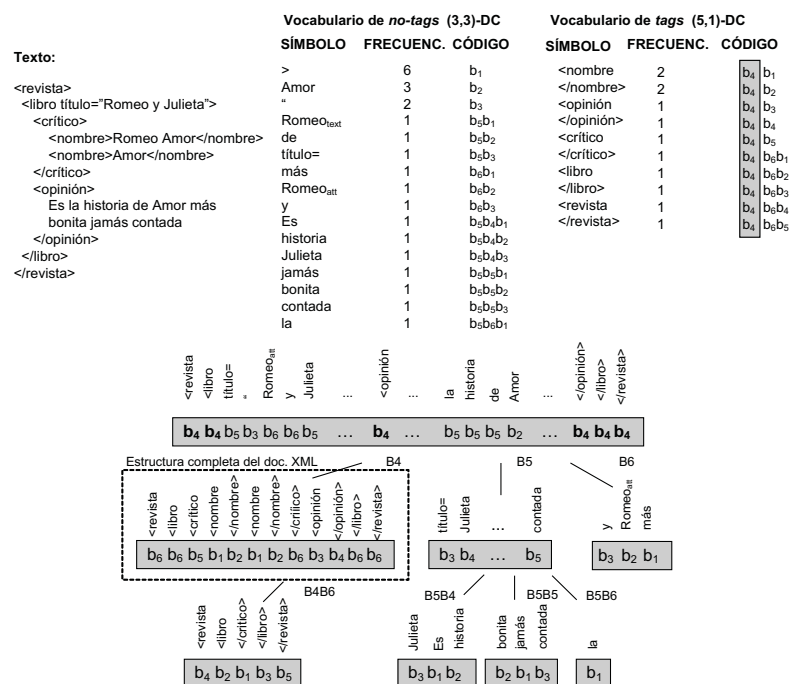 Vocabulario de no-tags (3,3)-DC
Vocabulario de tags (5,1)-DC
SÍMBOLO FRECUENC. CÓDIGO
SÍMBOLO FRECUENC. CÓDIGO
Texto:
<revista>
<libro título="Romeo y Julieta">
<crítico>
<nombre>Romeo Amor</nombre>
<nombre>Amor</nombre>
</crítico>
<opinión>
Es la historia de Amor más
bonita jamás contada
</opinión>
</libro>
</revista>
> 6 b1
Amor 3 b2
“ 2 b3
Romeotext 1 b5b1
de 1 b5b2
título= 1 b5b3
más 1 b6b1
Romeoatt 1 b6b2
y 1 b6b3
Es 1 b5b4b1
historia 1 b5b4b2
Julieta 1 b5b4b3
jamás 1 b5b5b1
bonita 1 b5b5b2
contada 1 b5b5b3
la 1 b5b6b1
<nombre 2 b4 b1
</nombre> 2 b4 b2
<opinión 1 b4 b3
</opinión> 1 b4 b4
<crítico 1 b4 b5
</crítico> 1 b4 b6b1
<libro 1 b4 b6b2
</libro> 1 b4 b6b3
<revista 1 b4 b6b4
</revista> 1 b4 b6b5
<revista <libro título= “ Romeoatt y Julieta ... <opinión ... la historia de Amor ... </opinión> </libro> </revista>
b4 b4 b5 b3 b6 b6 b5 … b4 … b5 b5 b5 b2 … b4 b4 b4
Estructura completa del doc. XML
B4 B5 B6
<revista <libro <crítico <nombre </nombre> <nombre </nombre> </crítico> <opinión </opinión> </libro> </revista>
b6 b6 b5 b1 b2 b1 b2 b6 b3 b4 b6 b6
título= Julieta … contada
b3 b4 … b5
y Romeoatt más
b3 b2 b1
B4B6 B5B4 B5B5 B5B6
<revista <libro </critico> </libro> </revista>
b4 b2 b1 b3 b5
Julieta Es historia
b3 b1 b2
bonita jamás contada
b2 b1 b3
la
b1